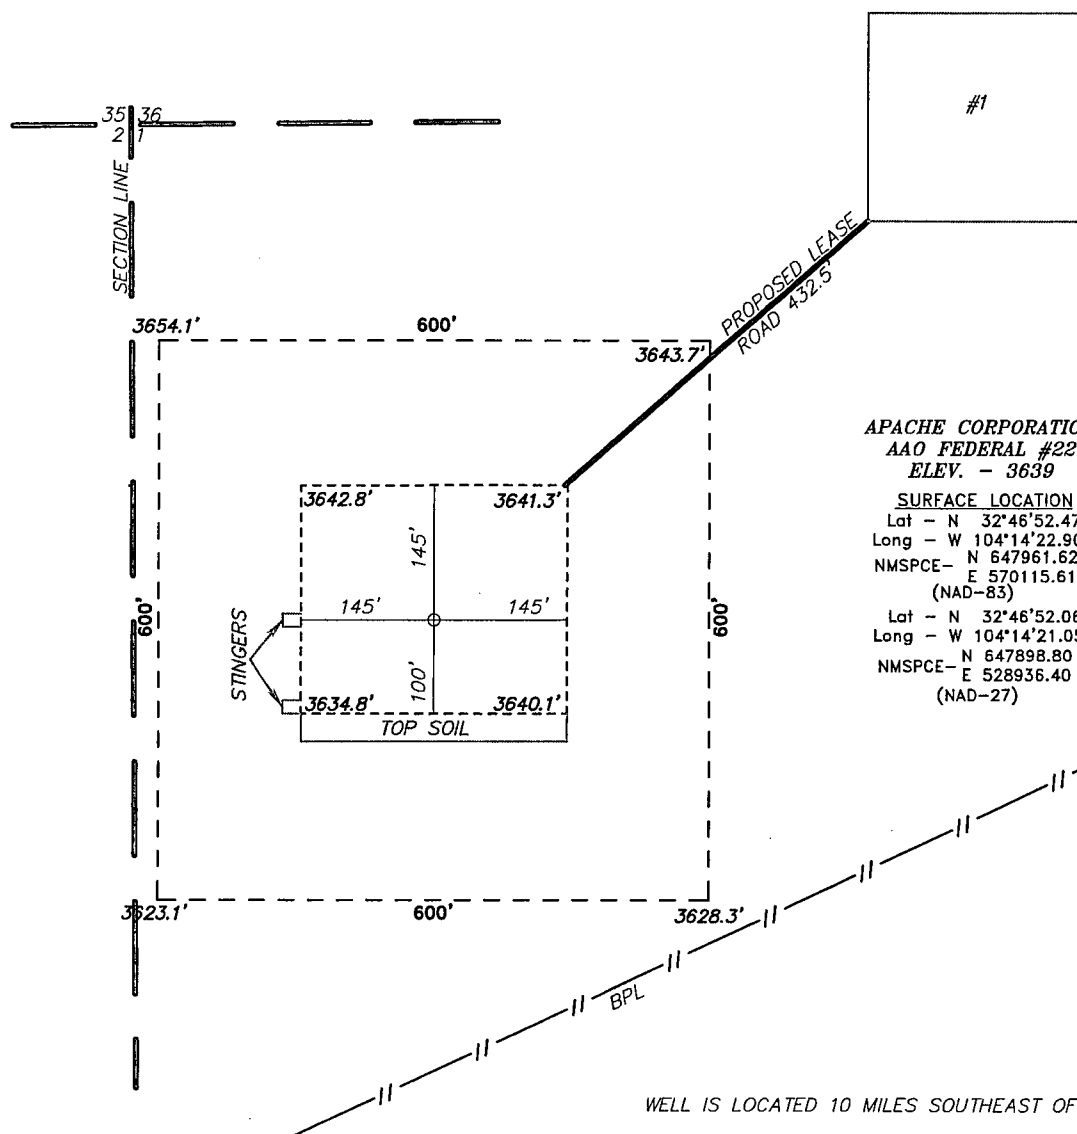 35 36
2 1
SECTION LINE
#1
PROPOSED LEASE
ROAD 432.5'
3654.1'
600'
3643.7'
APACHE CORPORATIO
AAO FEDERAL #22
ELEV. - 3639
SURFACE LOCATION
Lat - N 32°46'52.47
Long - W 104°14'22.90
NMSPCE- N 647961.62
E 570115.61
(NAD-83)
Lat - N 32°46'52.06
Long - W 104°14'21.05
NMSPCE- N 647898.80
E 528936.40
(NAD-27)
3642.8'
3641.3'
145'
145'
145'
600'
600'
STINGERS
100'
3634.8'
3640.1'
TOP SOIL
3623.1'
600'
3628.3'
BPL
WELL IS LOCATED 10 MILES SOUTHEAST OF